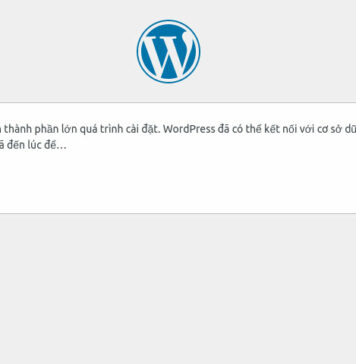 thành phần lớn quá trình cài đặt. WordPress đã có thể kết nối với cơ sở dữ
đến lúc để…